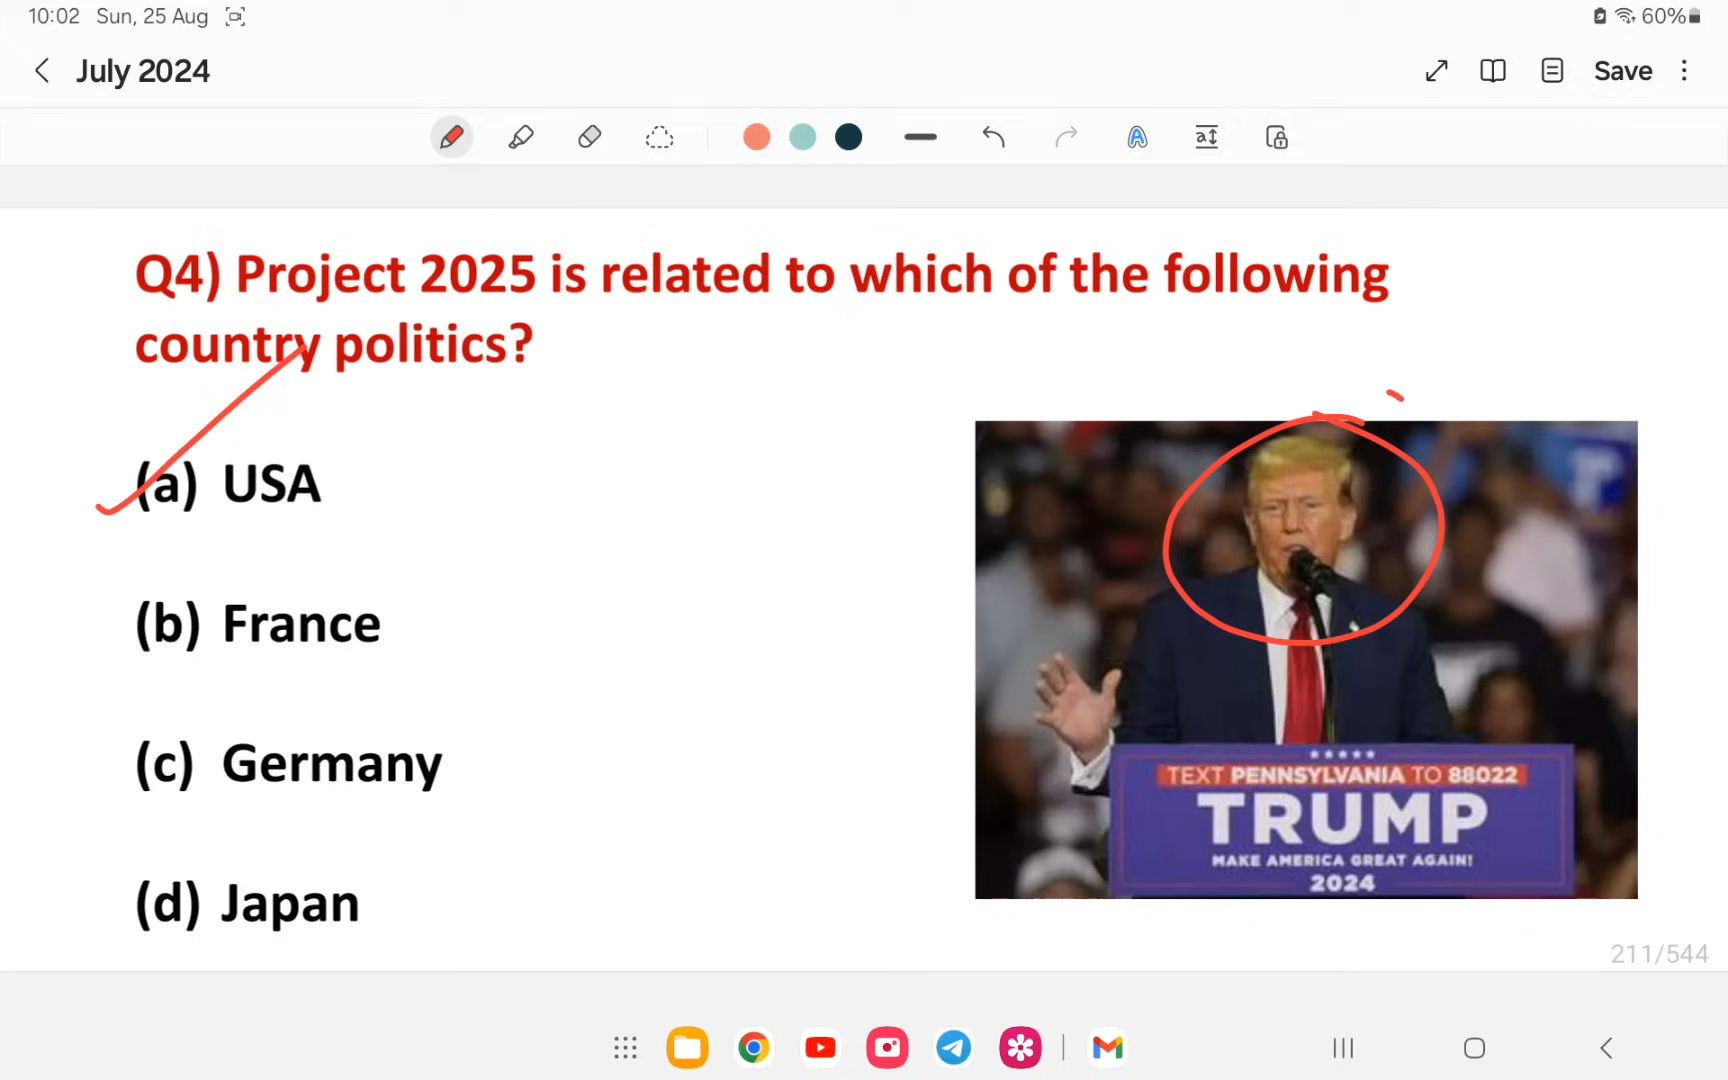 10:02 Sun, 25 Aug
60%
July 2024
Save
Q4) Project 2025 is related to which of the following
country politics?
(a) USA
(b) France
(c) Germany
(d) Japan
TEXT PENNSYLVANIA TO 88022
TRUMP
MAKE AMERICA GREAT AGAIN!
2024
211/544